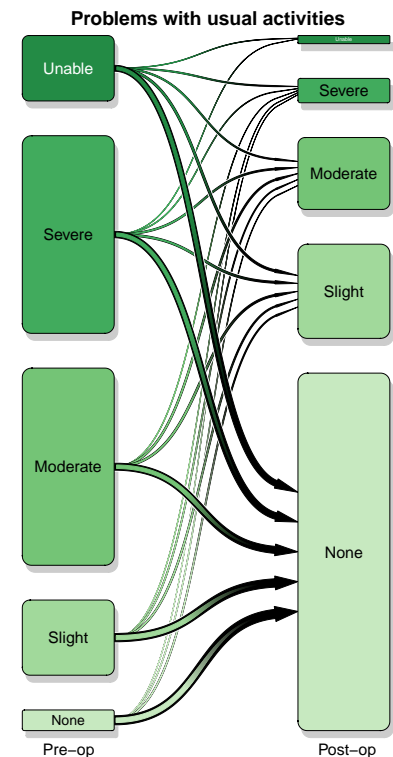 Problems with usual activities
Unable
Severe
Moderate
Slight
None
Pre−op
Unable
Severe
Moderate
Slight
None
Post−op